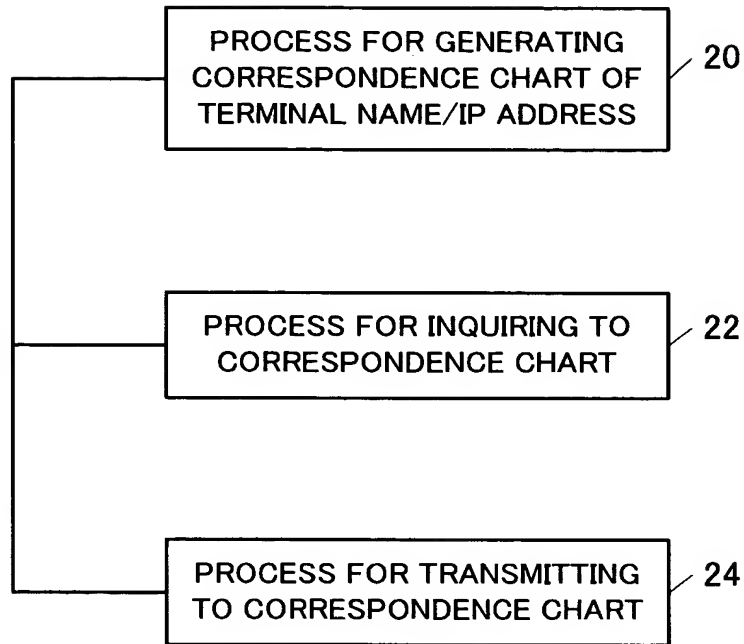 PROCESS FOR GENERATING
CORRESPONDENCE CHART OF
TERMINAL NAME/IP ADDRESS
20
PROCESS FOR INQUIRING TO
CORRESPONDENCE CHART
22
PROCESS FOR TRANSMITTING
TO CORRESPONDENCE CHART
24